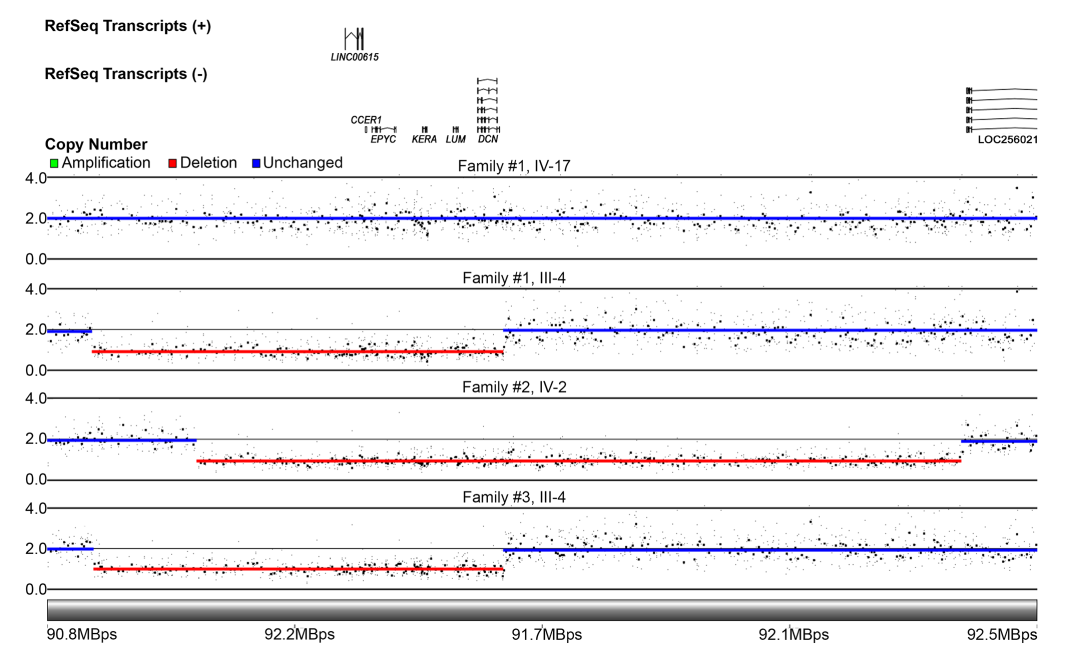 RefSeq Transcripts (+)
LINC00615
RefSeq Transcripts (-)
CCER1
EPYC KERA LUM DCN
LOC256021
Copy Number
Amplification Deletion Unchanged
Family #1, IV-17
4.0
2.0
0.0
Family #1, III-4
4.0
2.0
0.0
Family #2, IV-2
4.0
2.0
0.0
Family #3, III-4
4.0
2.0
0.0
90.8MBps 92.2MBps 91.7MBps 92.1MBps 92.5MBps